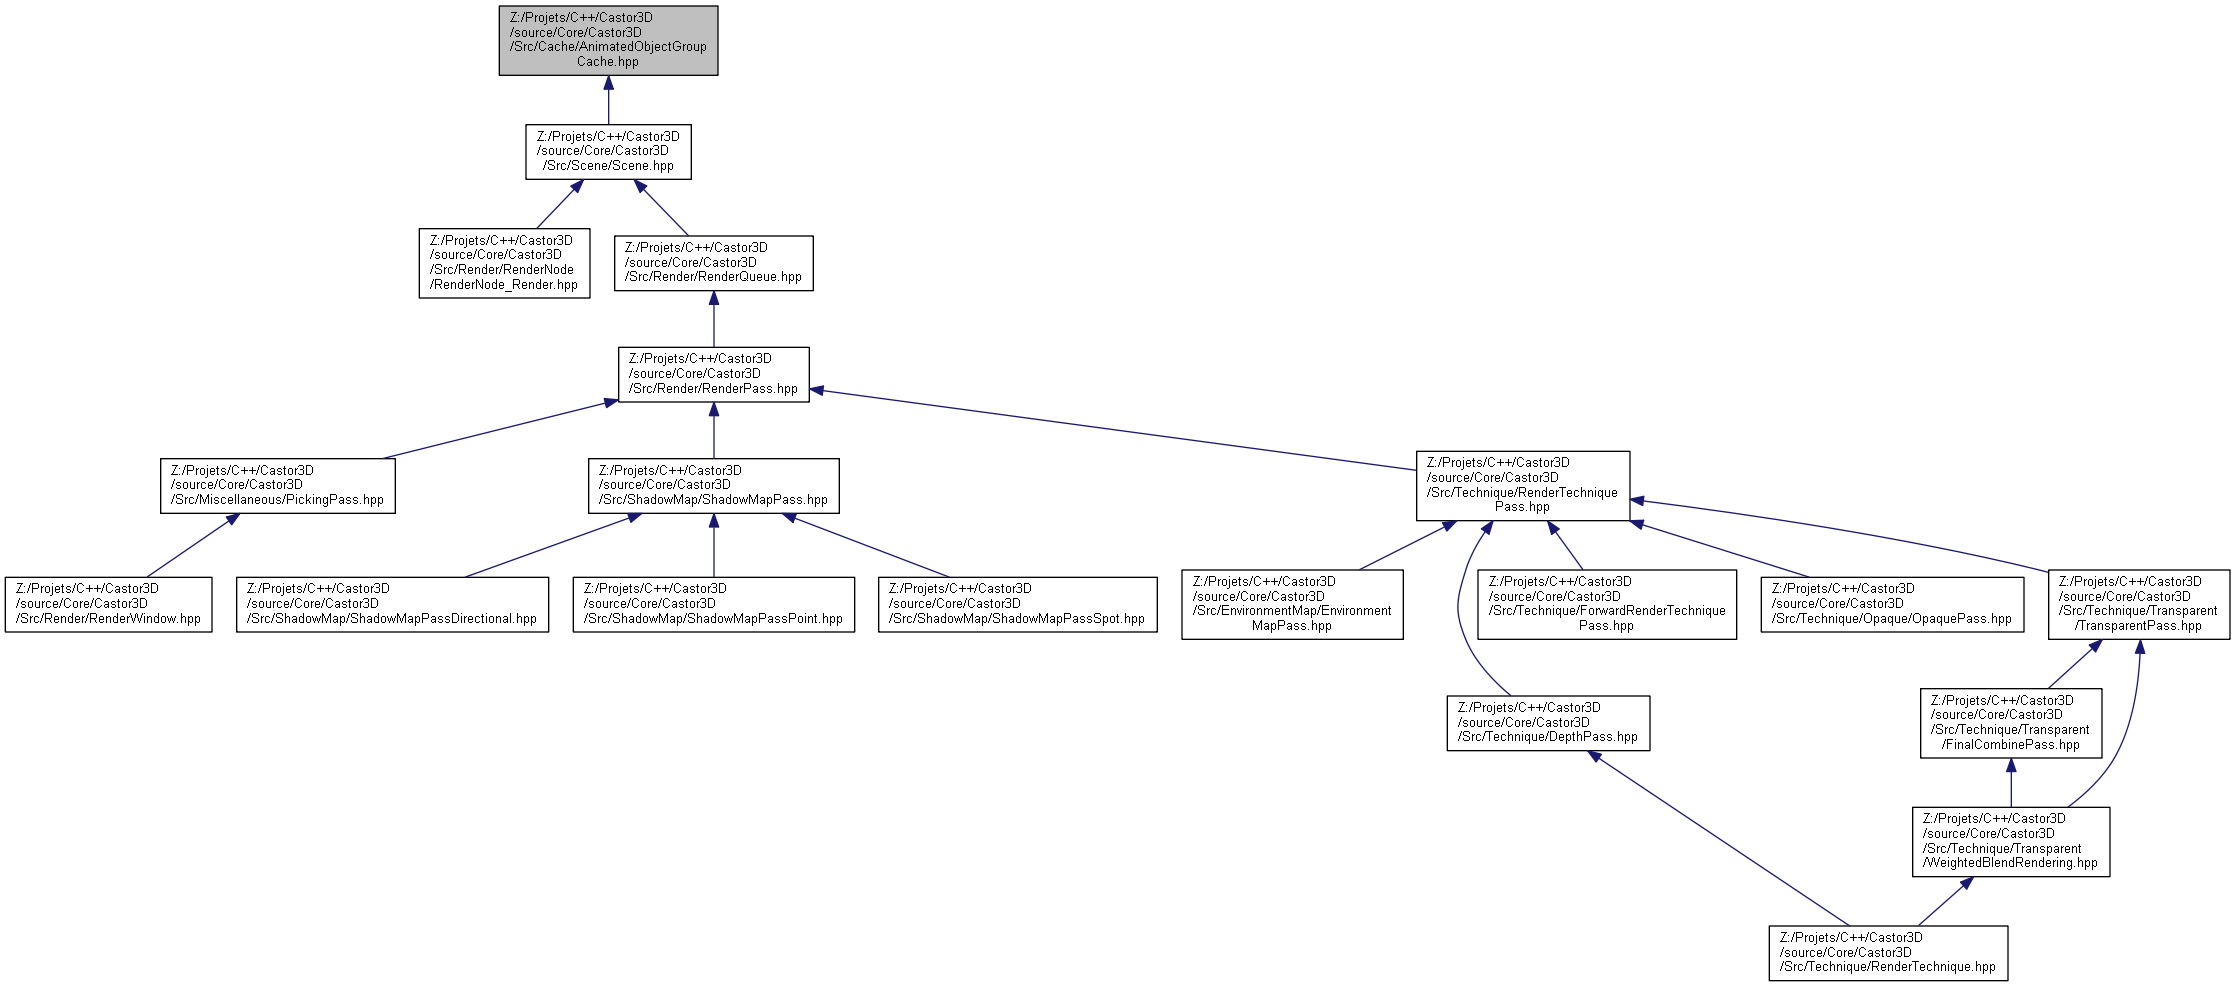 Z:/Projets/C++/Castor3D
/source/Core/Castor3D
/Src/Cache/AnimatedObjectGroup
Cache.hpp
Z:/Projets/C++/Castor3D
/source/Core/Castor3D
/Src/Scene/Scene.hpp
Z:/Projets/C++/Castor3D
/source/Core/Castor3D
/Src/Render/RenderNode
/RenderNode_Render.hpp
Z:/Projets/C++/Castor3D
/source/Core/Castor3D
/Src/Render/RenderQueue.hpp
Z:/Projets/C++/Castor3D
/source/Core/Castor3D
/Src/Render/RenderPass.hpp
Z:/Projets/C++/Castor3D
/source/Core/Castor3D
/Src/Miscellaneous/PickingPass.hpp
Z:/Projets/C++/Castor3D
/source/Core/Castor3D
/Src/ShadowMap/ShadowMapPass.hpp
Z:/Projets/C++/Castor3D
/source/Core/Castor3D
/Src/Technique/RenderTechnique
Pass.hpp
Z:/Projets/C++/Castor3D
/source/Core/Castor3D
/Src/Render/RenderWindow.hpp
Z:/Projets/C++/Castor3D
/source/Core/Castor3D
/Src/ShadowMap/ShadowMapPassDirectional.hpp
Z:/Projets/C++/Castor3D
/source/Core/Castor3D
/Src/ShadowMap/ShadowMapPassPoint.hpp
Z:/Projets/C++/Castor3D
/source/Core/Castor3D
/Src/ShadowMap/ShadowMapPassSpot.hpp
Z:/Projets/C++/Castor3D
/source/Core/Castor3D
/Src/EnvironmentMap/Environment
MapPass.hpp
Z:/Projets/C++/Castor3D
/source/Core/Castor3D
/Src/Technique/ForwardRenderTechnique
Pass.hpp
Z:/Projets/C++/Castor3D
/source/Core/Castor3D
/Src/Technique/Opaque/OpaquePass.hpp
Z:/Projets/C++/Castor3D
/source/Core/Castor3D
/Src/Technique/Transparent
/TransparentPass.hpp
Z:/Projets/C++/Castor3D
/source/Core/Castor3D
/Src/Technique/DepthPass.hpp
Z:/Projets/C++/Castor3D
/source/Core/Castor3D
/Src/Technique/Transparent
/FinalCombinePass.hpp
Z:/Projets/C++/Castor3D
/source/Core/Castor3D
/Src/Technique/Transparent
/WeightedBlendRendering.hpp
Z:/Projets/C++/Castor3D
/source/Core/Castor3D
/Src/Technique/RenderTechnique.hpp